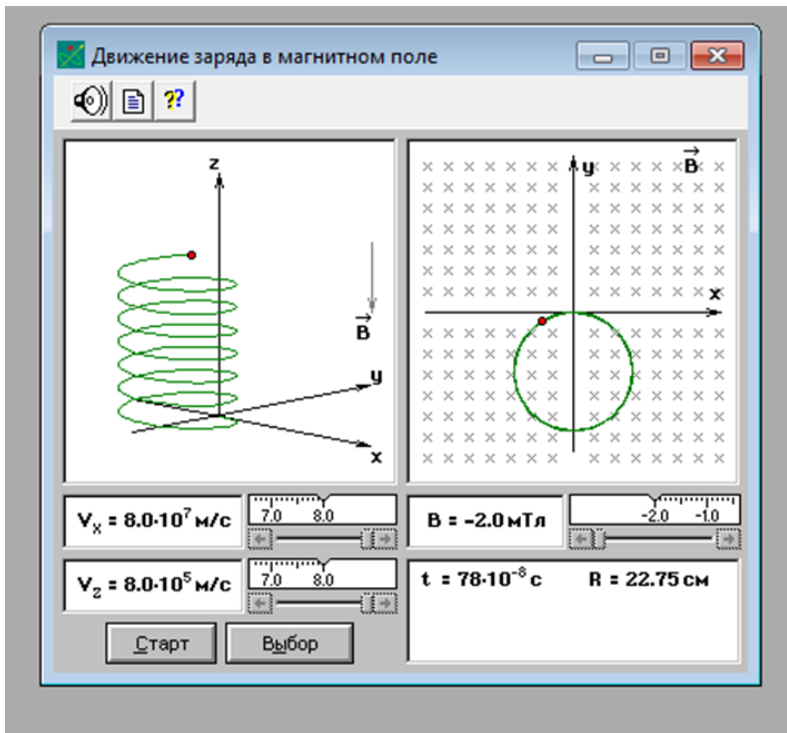 Движение заряда в магнитном поле
??
z
B
y
x
y
B
x
Vx = 8.0·10⁷ м/с
7.0 8.0
B = -2.0 мТл
-2.0 -1.0
Vz = 8.0·10⁵ м/с
7.0 8.0
t = 78·10⁻⁸ с R = 22.75 см
Старт
Выбор